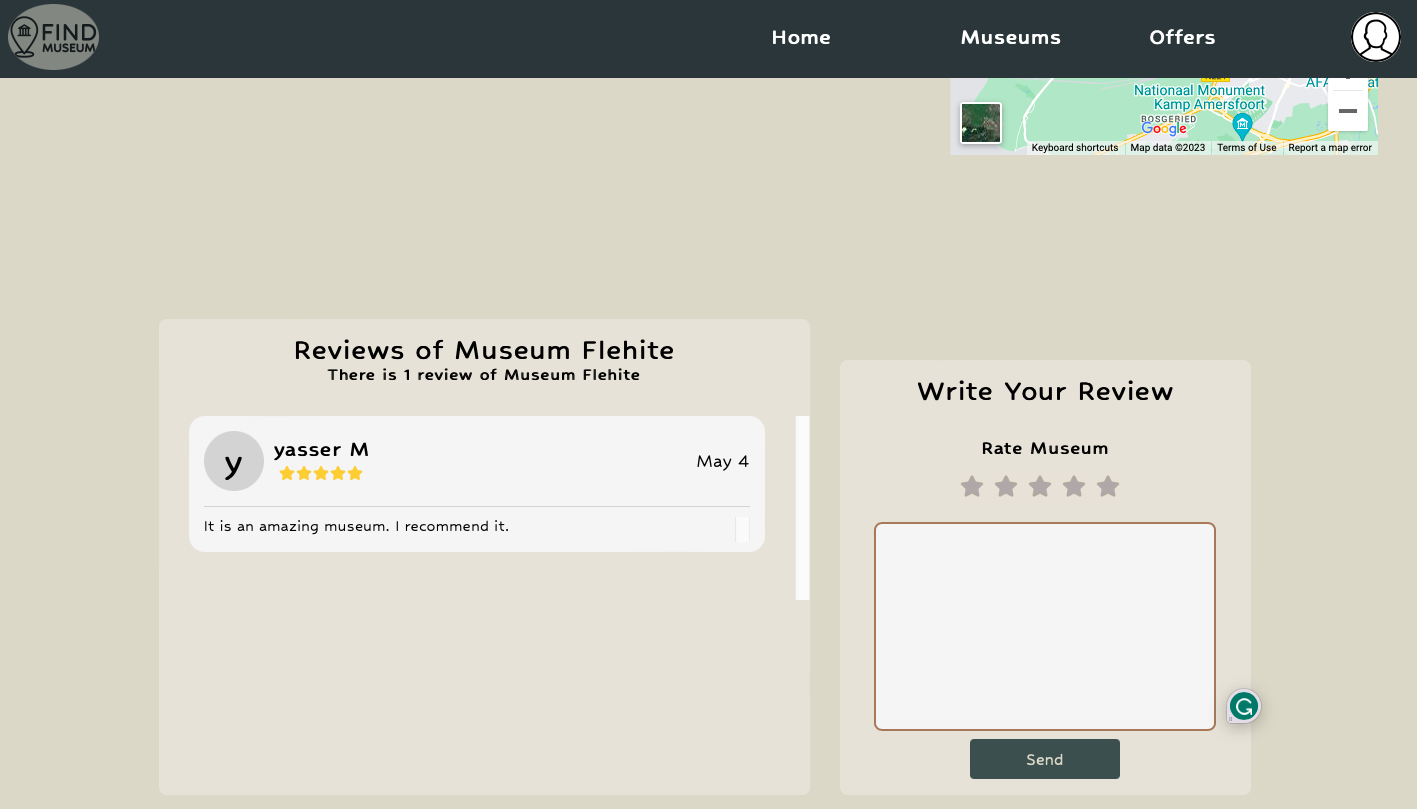 FIND
MUSEUM
Home
Museums
Offers
Nationaal Monument
Kamp Amersfoort
BOSGEBIED
Google
Keyboard shortcuts
Map data ©2023
Terms of Use
Report a map error
Reviews of Museum Flehite
There is 1 review of Museum Flehite
y
yasser M
May 4
It is an amazing museum. I recommend it.
Write Your Review
Rate Museum
Send